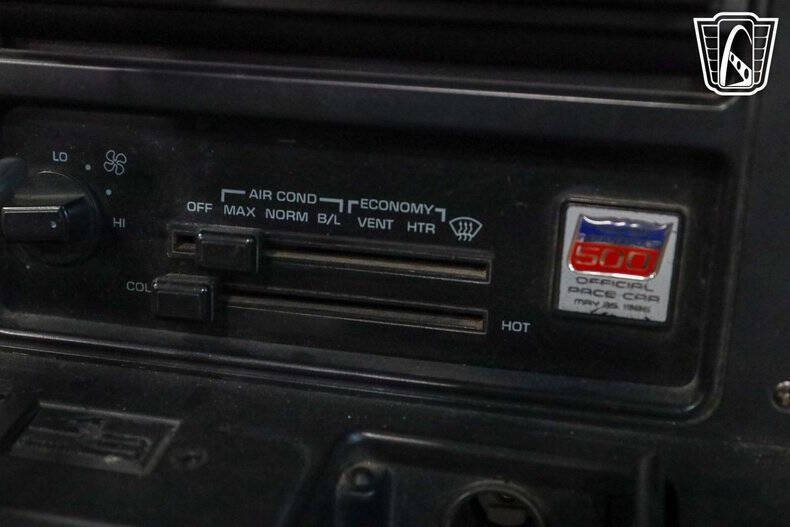 LO
HI
OFF
AIR COND
MAX NORM B/L
ECONOMY
VENT HTR
COL
HOT
500
OFFICIAL
PACE CAR